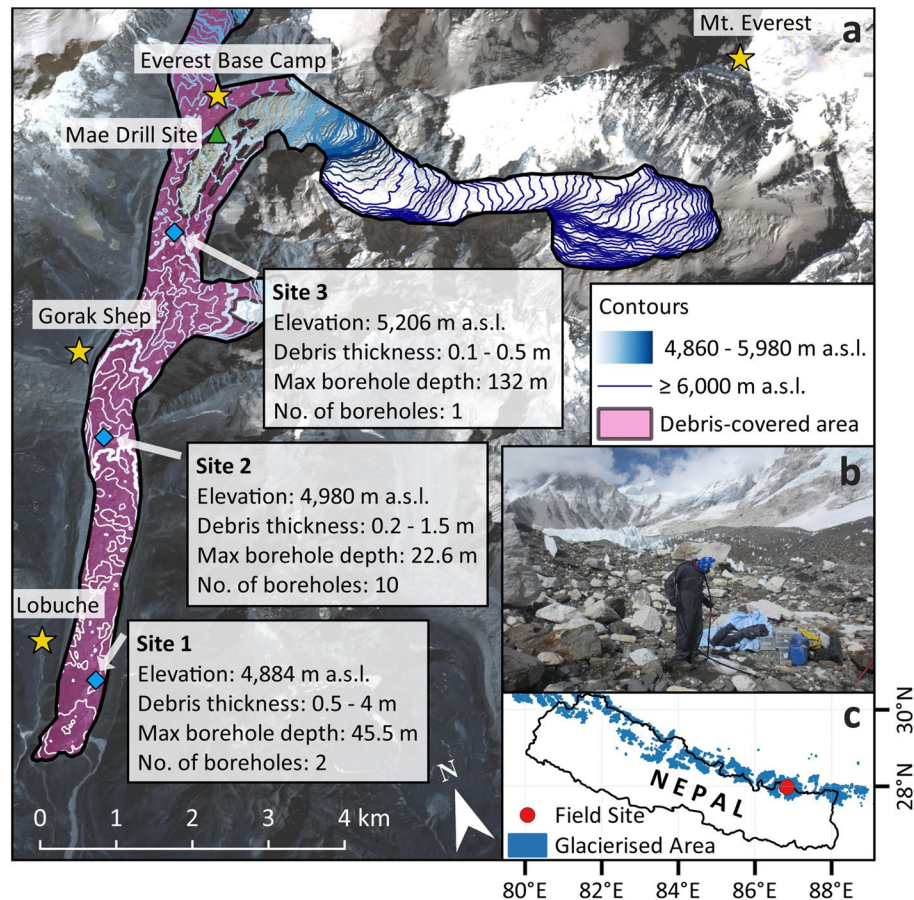 a
Mt. Everest
Everest Base Camp
Mae Drill Site
Site 3
Elevation: 5,206 m a.s.l.
Debris thickness: 0.1 - 0.5 m
Max borehole depth: 132 m
No. of boreholes: 1
Gorak Shep
Contours
4,860 - 5,980 m a.s.l.
≥ 6,000 m a.s.l.
Debris-covered area
Site 2
Elevation: 4,980 m a.s.l.
Debris thickness: 0.2 - 1.5 m
Max borehole depth: 22.6 m
No. of boreholes: 10
b
Lobuche
Site 1
Elevation: 4,884 m a.s.l.
Debris thickness: 0.5 - 4 m
Max borehole depth: 45.5 m
No. of boreholes: 2
N
0 1 2 3 4 km
c
30°N
28°N
NEPAL
Field Site
Glacierised Area
80°E 82°E 84°E 86°E 88°E